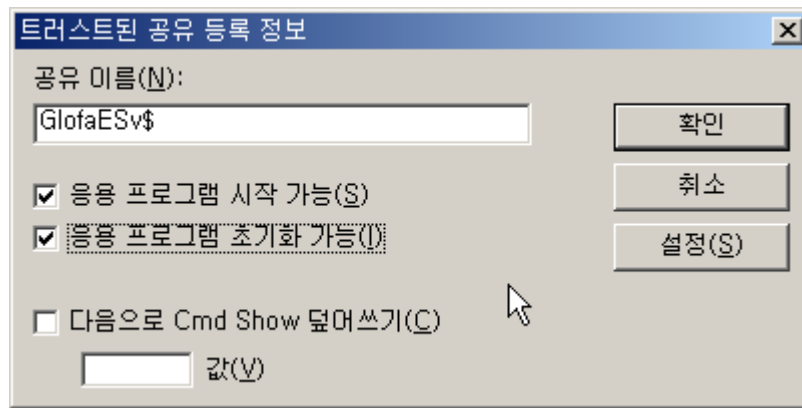 트러스트된 공유 등록 정보
공유 이름(N):
GlofaESv$
확인
응용 프로그램 시작 가능(S)
취소
응용 프로그램 초기화 가능(I)
설정(S)
다음으로 Cmd Show 덮어쓰기(C)
값(V)